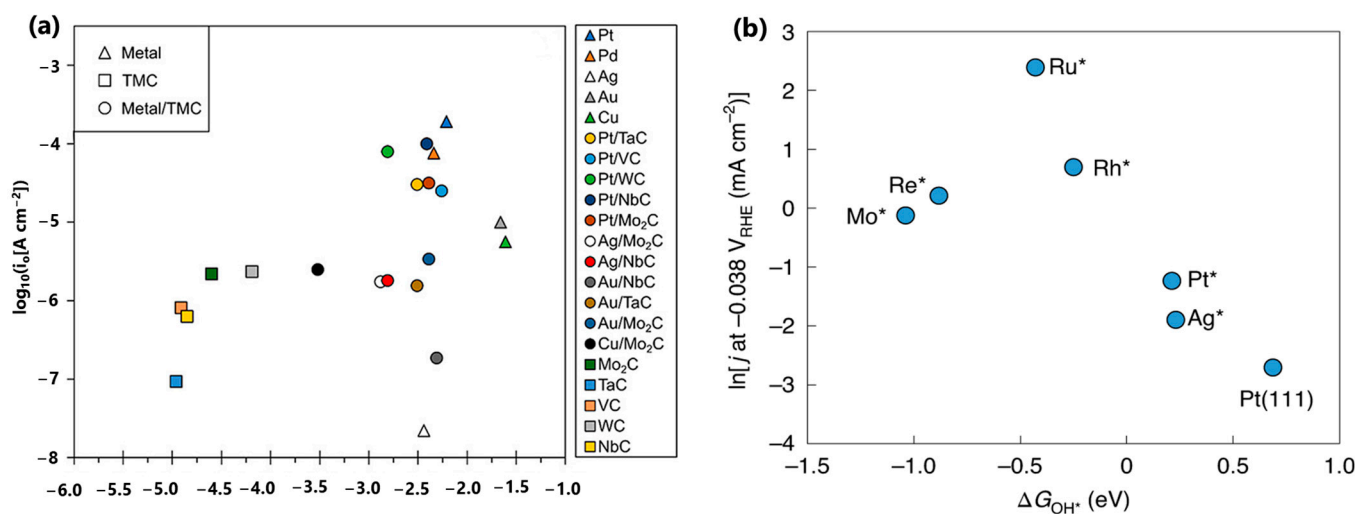 (a)
Metal
TMC
Metal/TMC
log₁₀(iₒ[A cm⁻²])
−3
−4
−5
−6
−7
−8
−6.0 −5.0 −4.5 −4.0 −3.5 −3.0 −2.5 −2.0 −1.5 −1.0
Pt
Pd
Ag
Au
Cu
Pt/TaC
Pt/VC
Pt/WC
Pt/NbC
Pt/Mo₂C
Ag/Mo₂C
Ag/NbC
Au/NbC
Au/TaC
Au/Mo₂C
Cu/Mo₂C
Mo₂C
TaC
VC
WC
NbC
(b)
ln[j at −0.038 V_RHE (mA cm⁻²)]
3
2
1
0
−1
−2
−3
−4
Ru*
Rh*
Re*
Mo*
Pt*
Ag*
Pt(111)
−1.5 −1.0 −0.5 0 0.5 1.0
ΔG_OH* (eV)